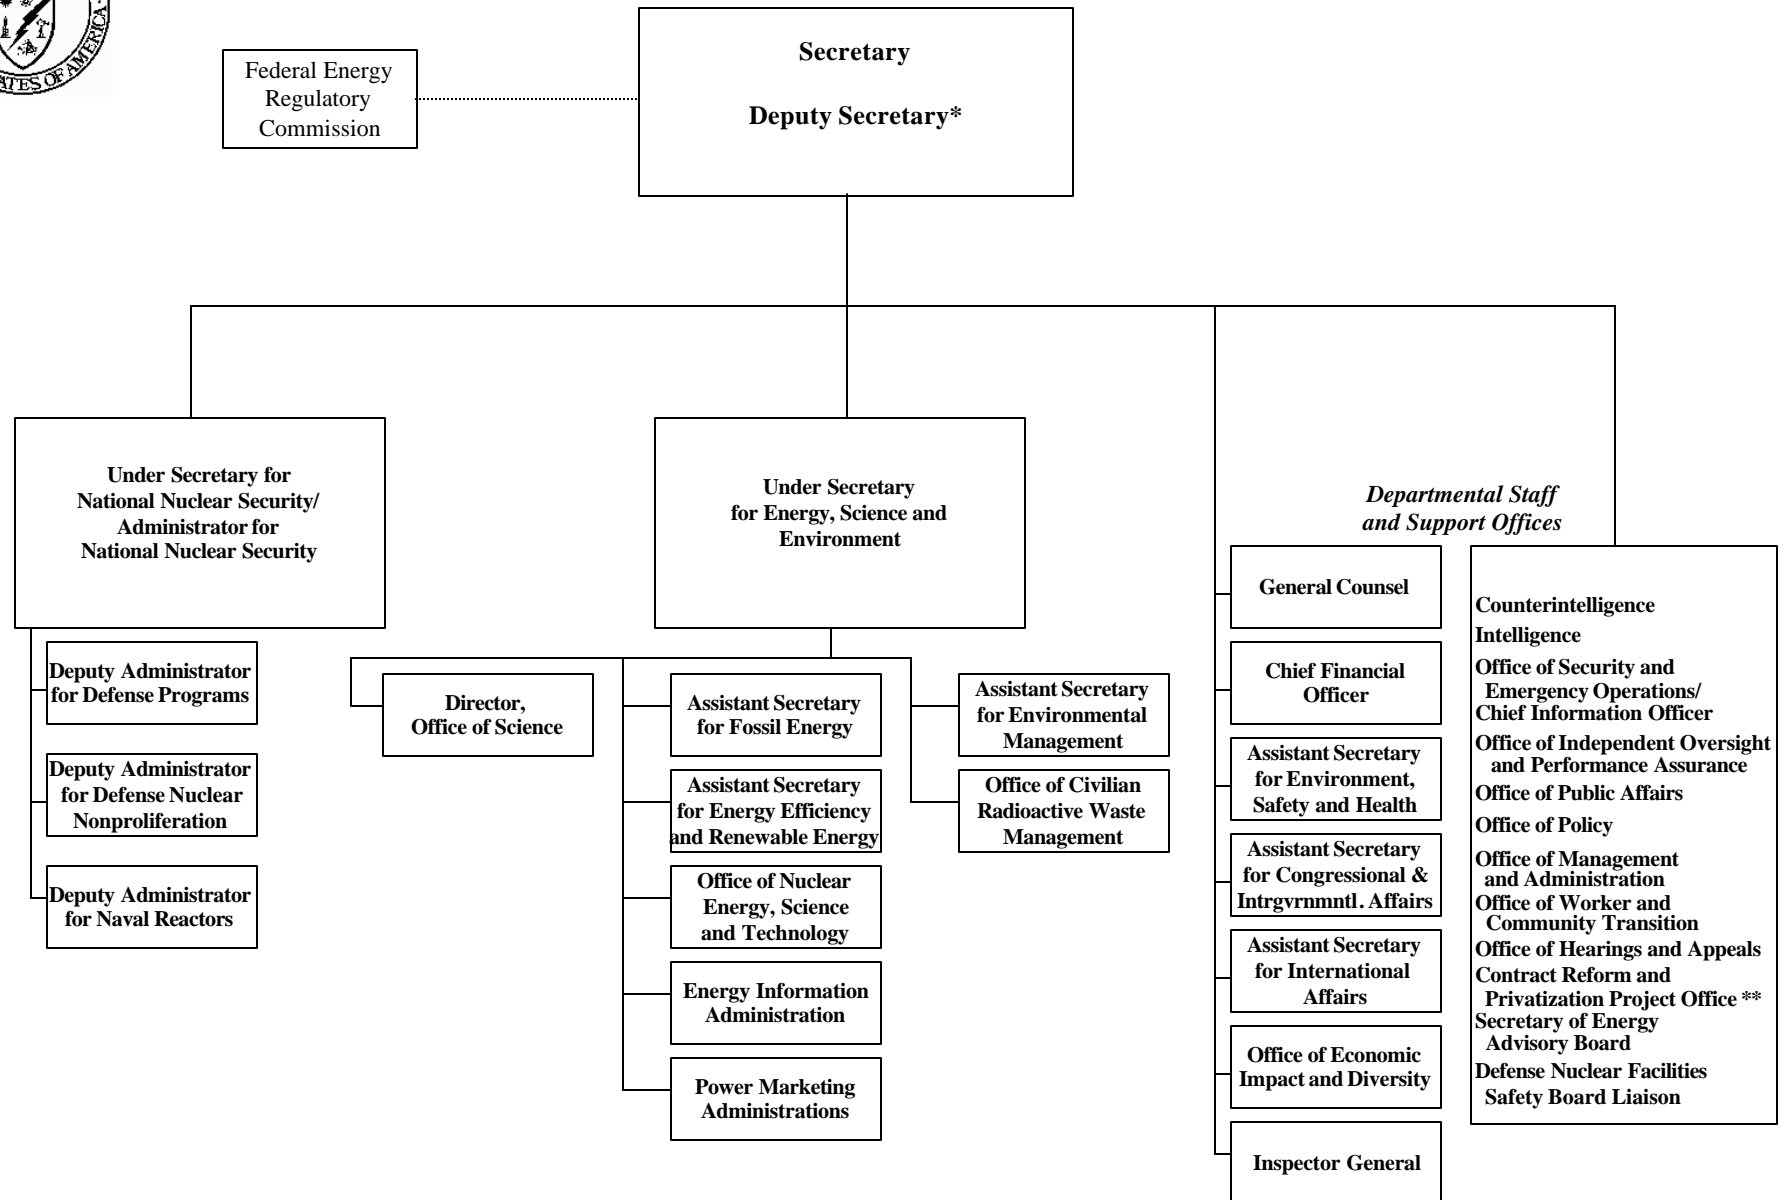 ATES OF AMERICA
Federal Energy
Regulatory
Commission
Secretary
Deputy Secretary*
Under Secretary for
National Nuclear Security/
Administrator for
National Nuclear Security
Deputy Administrator
for Defense Programs
Deputy Administrator
for Defense Nuclear
Nonproliferation
Deputy Administrator
for Naval Reactors
Under Secretary
for Energy, Science and
Environment
Director,
Office of Science
Assistant Secretary
for Fossil Energy
Assistant Secretary
for Energy Efficiency
and Renewable Energy
Office of Nuclear
Energy, Science
and Technology
Energy Information
Administration
Power Marketing
Administrations
Assistant Secretary
for Environmental
Management
Office of Civilian
Radioactive Waste
Management
Departmental Staff
and Support Offices
General Counsel
Chief Financial
Officer
Assistant Secretary
for Environment,
Safety and Health
Assistant Secretary
for Congressional &
Intrgvrnmntl. Affairs
Assistant Secretary
for International
Affairs
Office of Economic
Impact and Diversity
Inspector General
Counterintelligence
Intelligence
Office of Security and
Emergency Operations/
Chief Information Officer
Office of Independent Oversight
and Performance Assurance
Office of Public Affairs
Office of Policy
Office of Management
and Administration
Office of Worker and
Community Transition
Office of Hearings and Appeals
Contract Reform and
Privatization Project Office **
Secretary of Energy
Advisory Board
Defense Nuclear Facilities
Safety Board Liaison